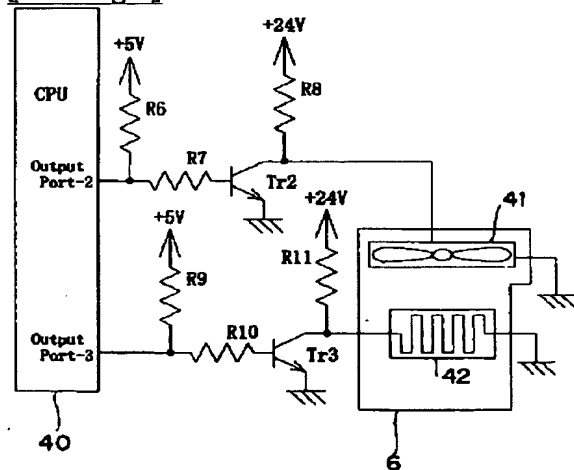 +5V
+24V
CPU
R6
R8
Output
Port-2
R7
Tr2
+24V
41
+5V
R11
R9
Output
Port-3
R10
Tr3
42
40
6